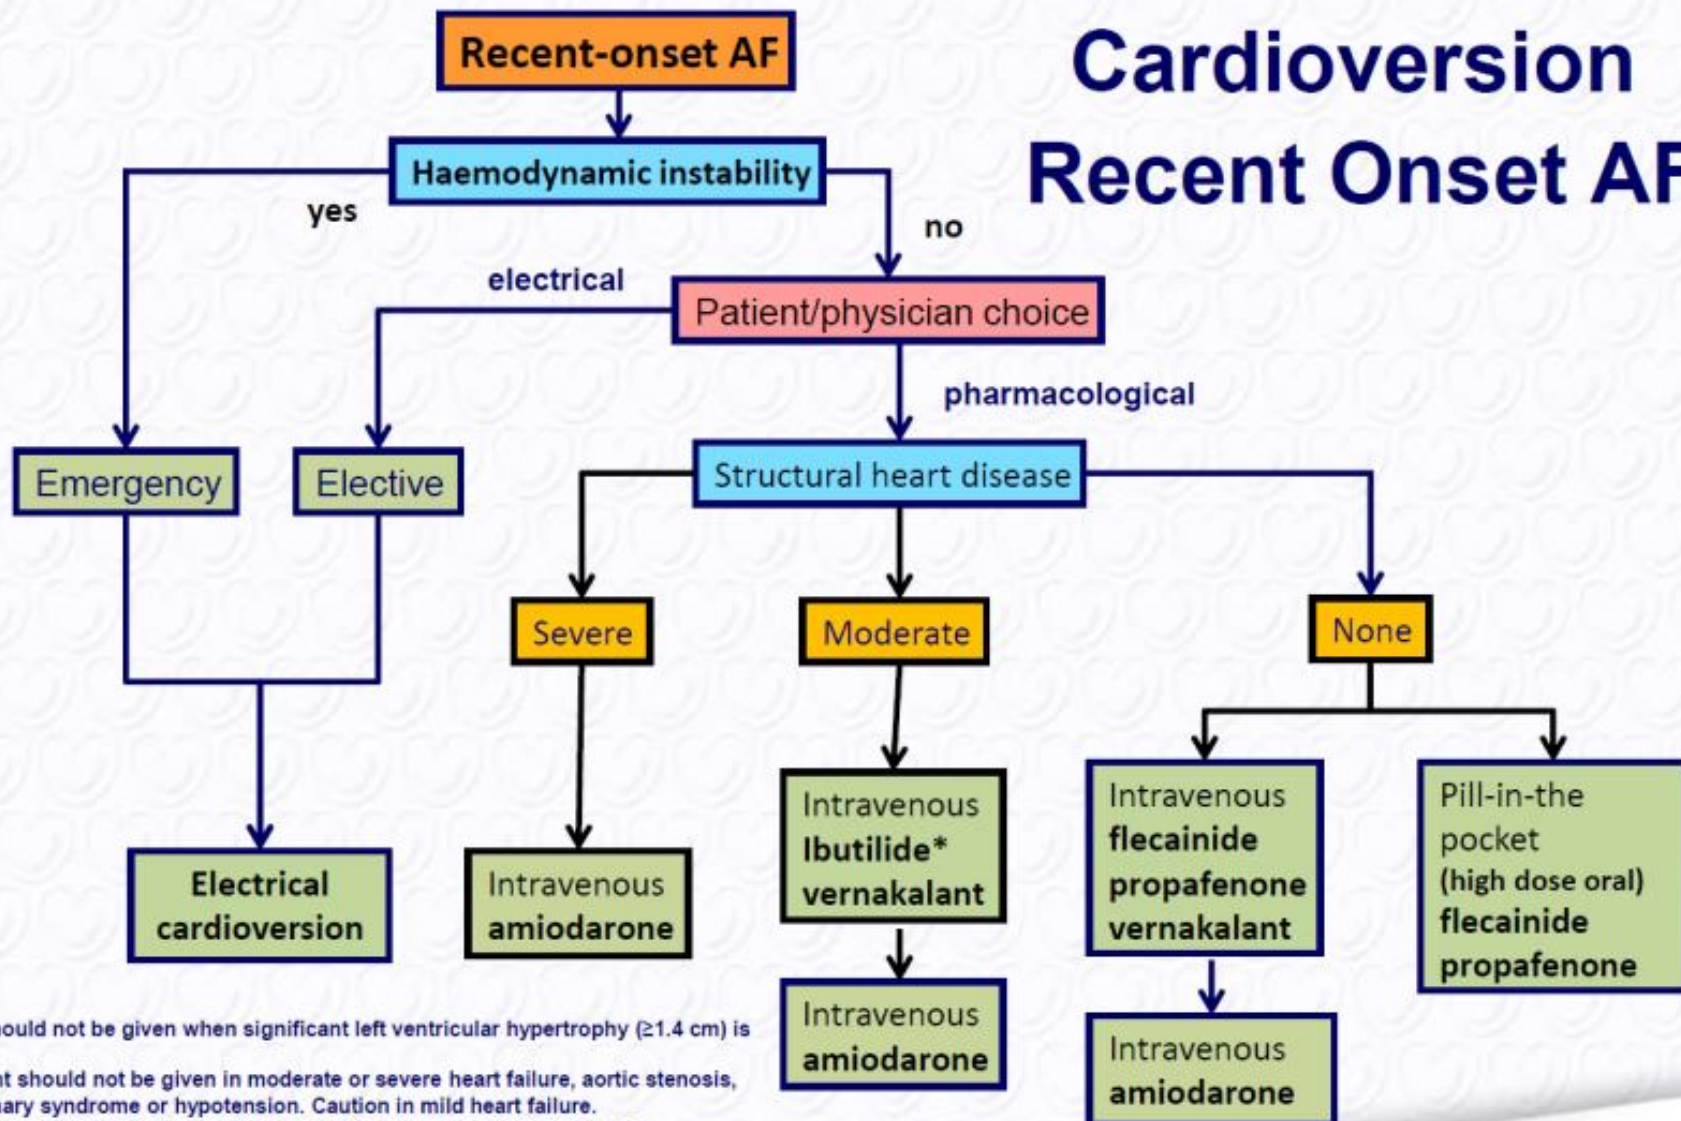 Cardioversion
Recent Onset AF
Recent-onset AF
Haemodynamic instability
yes
no
electrical
Patient/physician choice
pharmacological
Emergency
Elective
Structural heart disease
Severe
Moderate
None
Electrical
cardioversion
Intravenous
amiodarone
Intravenous
Ibutilide*
vernakalant
Intravenous
amiodarone
Intravenous
flecainide
propafenone
vernakalant
Intravenous
amiodarone
Pill-in-the
pocket
(high dose oral)
flecainide
propafenone
should not be given when significant left ventricular hypertrophy (≥1.4 cm) is
should not be given in moderate or severe heart failure, aortic stenosis,
syndrome or hypotension. Caution in mild heart failure.